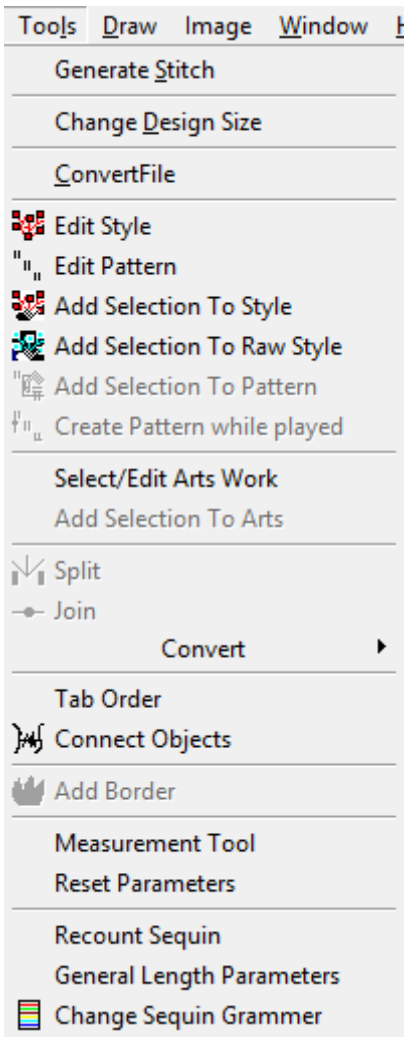 Tools Draw Image Window
Generate Stitch
Change Design Size
ConvertFile
Edit Style
Edit Pattern
Add Selection To Style
Add Selection To Raw Style
Add Selection To Pattern
Create Pattern while played
Select/Edit Arts Work
Add Selection To Arts
Split
Join
Convert
Tab Order
Connect Objects
Add Border
Measurement Tool
Reset Parameters
Recount Sequin
General Length Parameters
Change Sequin Grammer